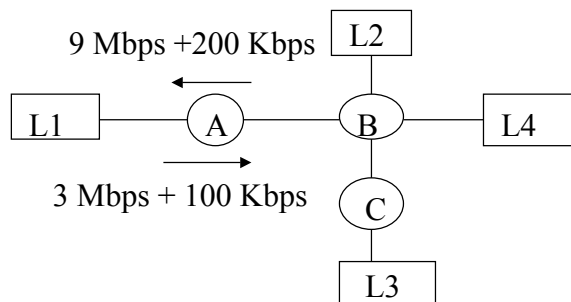 9 Mbps +200 Kbps
L2
L1
A
B
L4
3 Mbps + 100 Kbps
C
L3